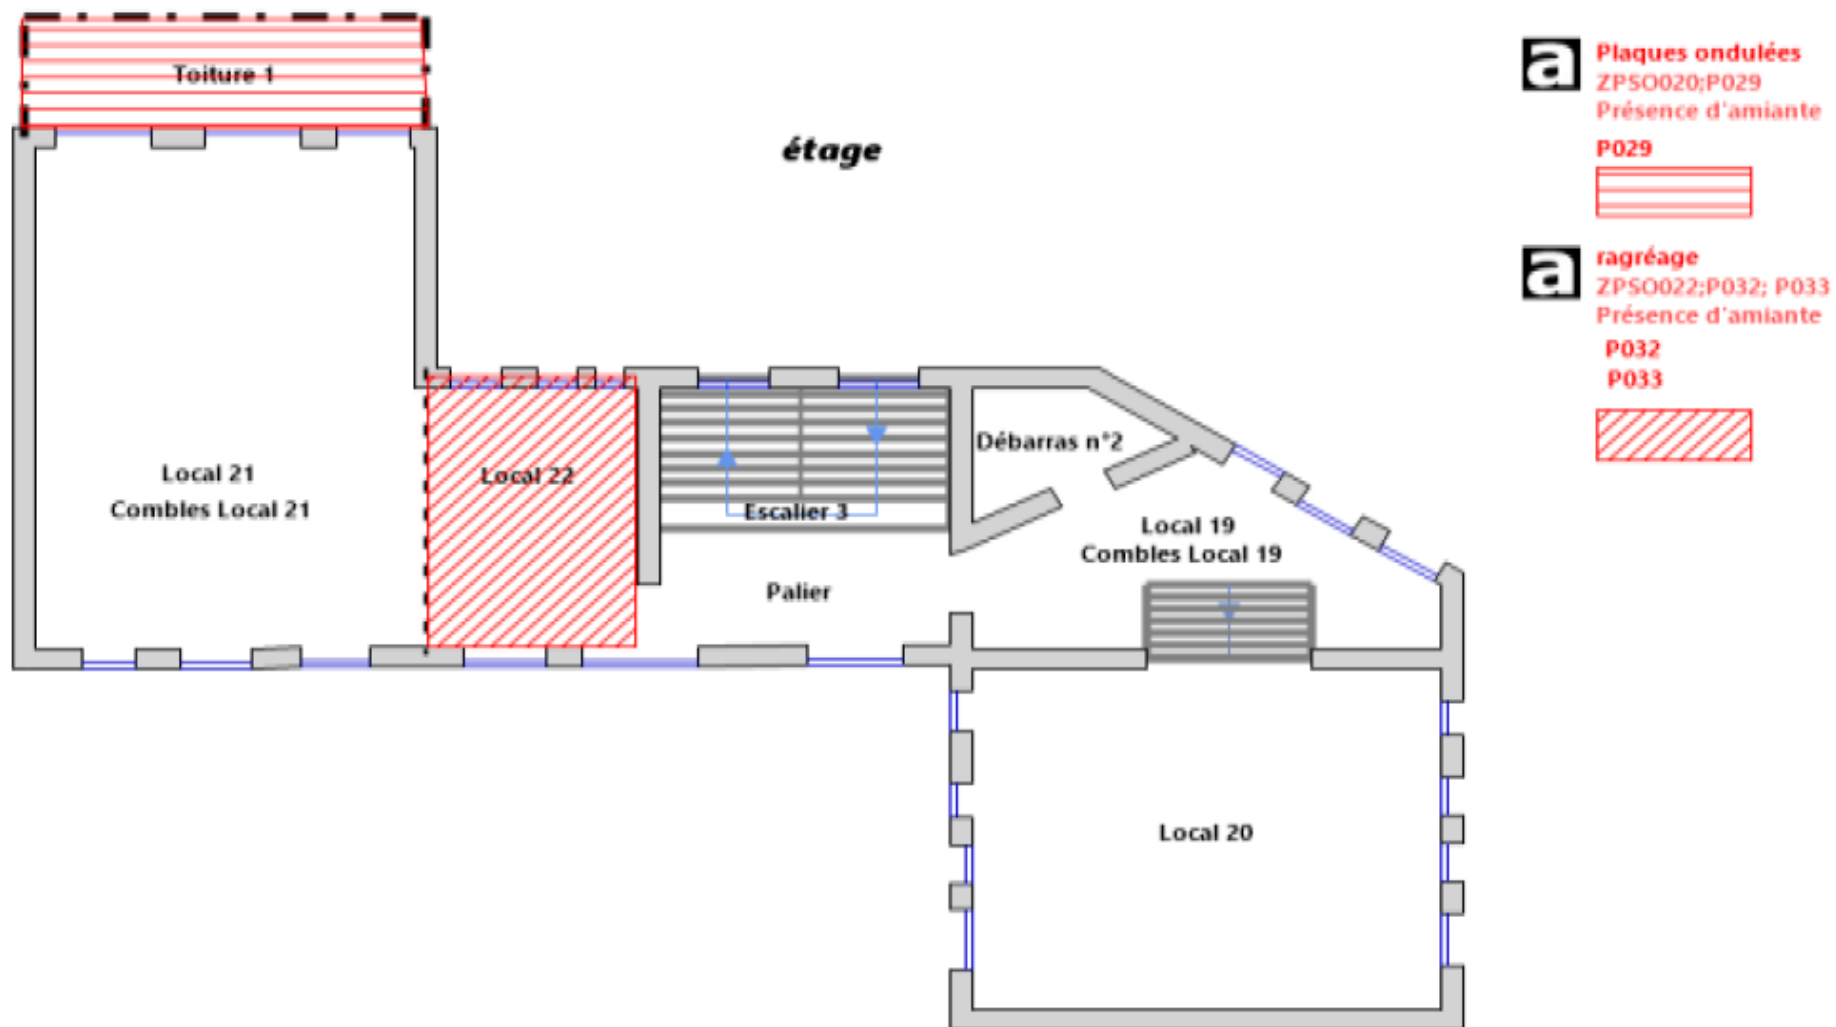 Toiture 1
étage
Local 21
Combles Local 21
Local 22
Escalier 3
Palier
Débarras n°2
Local 19
Combles Local 19
Local 20
a
Plaques ondulées
ZPSO020;P029
Présence d'amiante
P029
a
ragréage
ZPSO022;P032; P033
Présence d'amiante
P032
P033